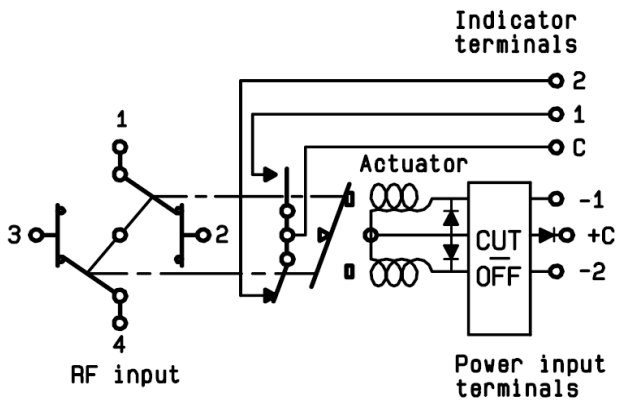 Indicator
terminals
2
1
C
1
Actuator
3
2
-1
CUT
+C
OFF
-2
4
RF input
Power input
terminals